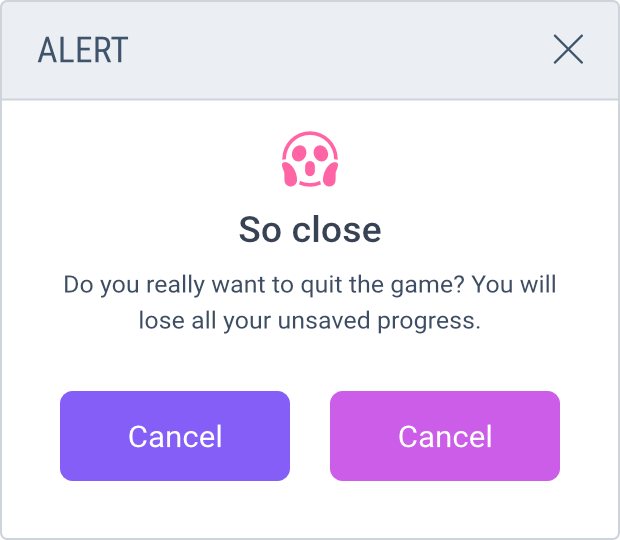 ALERT
So close
Do you really want to quit the game? You will
lose all your unsaved progress.
Cancel
Cancel